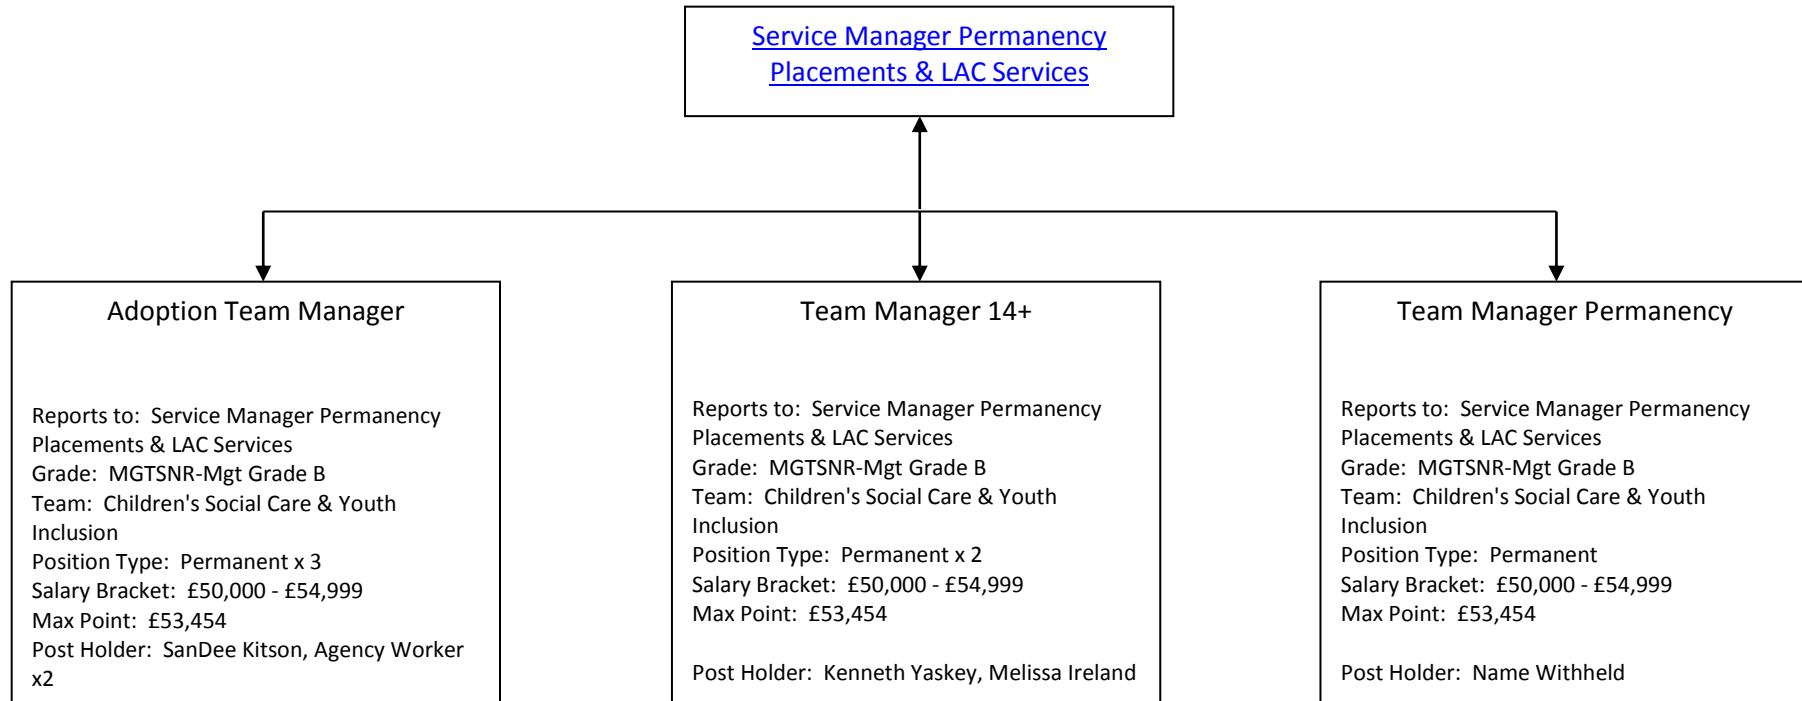 Service Manager Permanency
Placements & LAC Services
Adoption Team Manager
Reports to:  Service Manager Permanency
Placements & LAC Services
Grade:  MGTSNR-Mgt Grade B
Team:  Children's Social Care & Youth
Inclusion
Position Type:  Permanent x 3
Salary Bracket:  £50,000 - £54,999
Max Point:  £53,454
Post Holder:  SanDee Kitson, Agency Worker
x2
Team Manager 14+
Reports to:  Service Manager Permanency
Placements & LAC Services
Grade:  MGTSNR-Mgt Grade B
Team:  Children's Social Care & Youth
Inclusion
Position Type:  Permanent x 2
Salary Bracket:  £50,000 - £54,999
Max Point:  £53,454
Post Holder:  Kenneth Yaskey, Melissa Ireland
Team Manager Permanency
Reports to:  Service Manager Permanency
Placements & LAC Services
Grade:  MGTSNR-Mgt Grade B
Team:  Children's Social Care & Youth
Inclusion
Position Type:  Permanent
Salary Bracket:  £50,000 - £54,999
Max Point:  £53,454
Post Holder:  Name Withheld